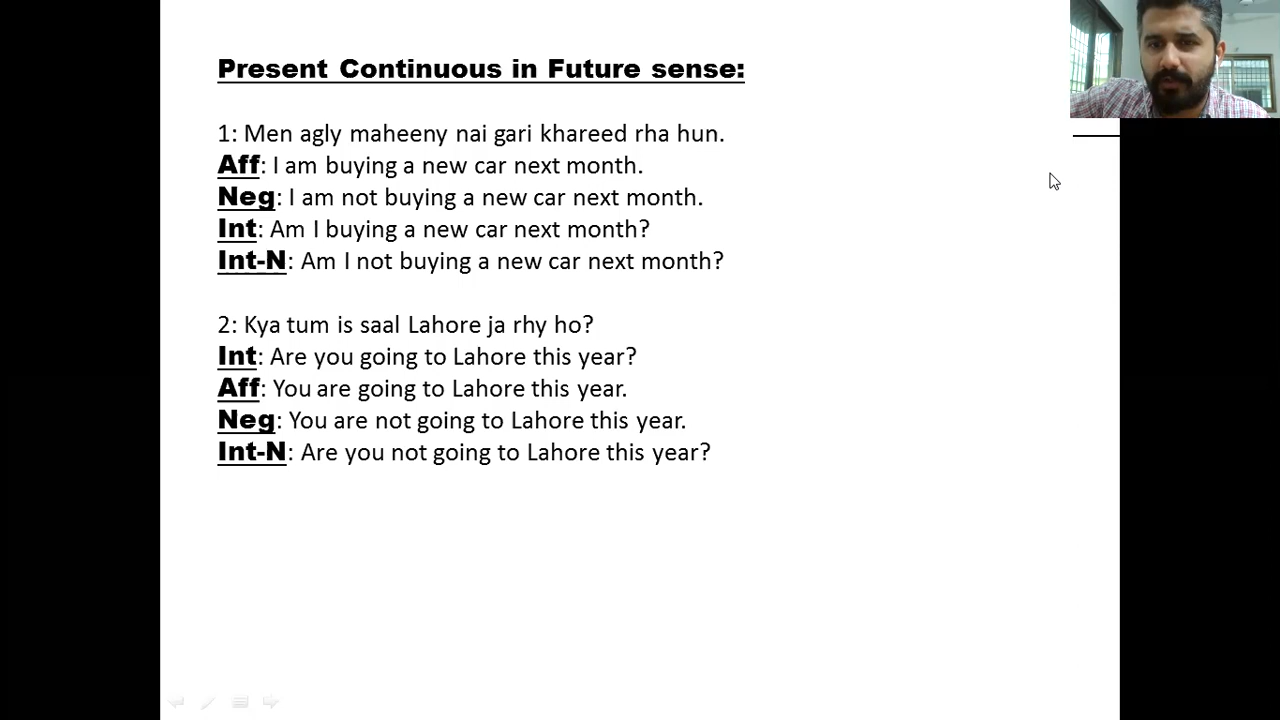 Present Continuous in Future sense:
1: Men agly maheeny nai gari khareed rha hun.
Aff: I am buying a new car next month.
Neg: I am not buying a new car next month.
Int: Am I buying a new car next month?
Int-N: Am I not buying a new car next month?
2: Kya tum is saal Lahore ja rhy ho?
Int: Are you going to Lahore this year?
Aff: You are going to Lahore this year.
Neg: You are not going to Lahore this year.
Int-N: Are you not going to Lahore this year?